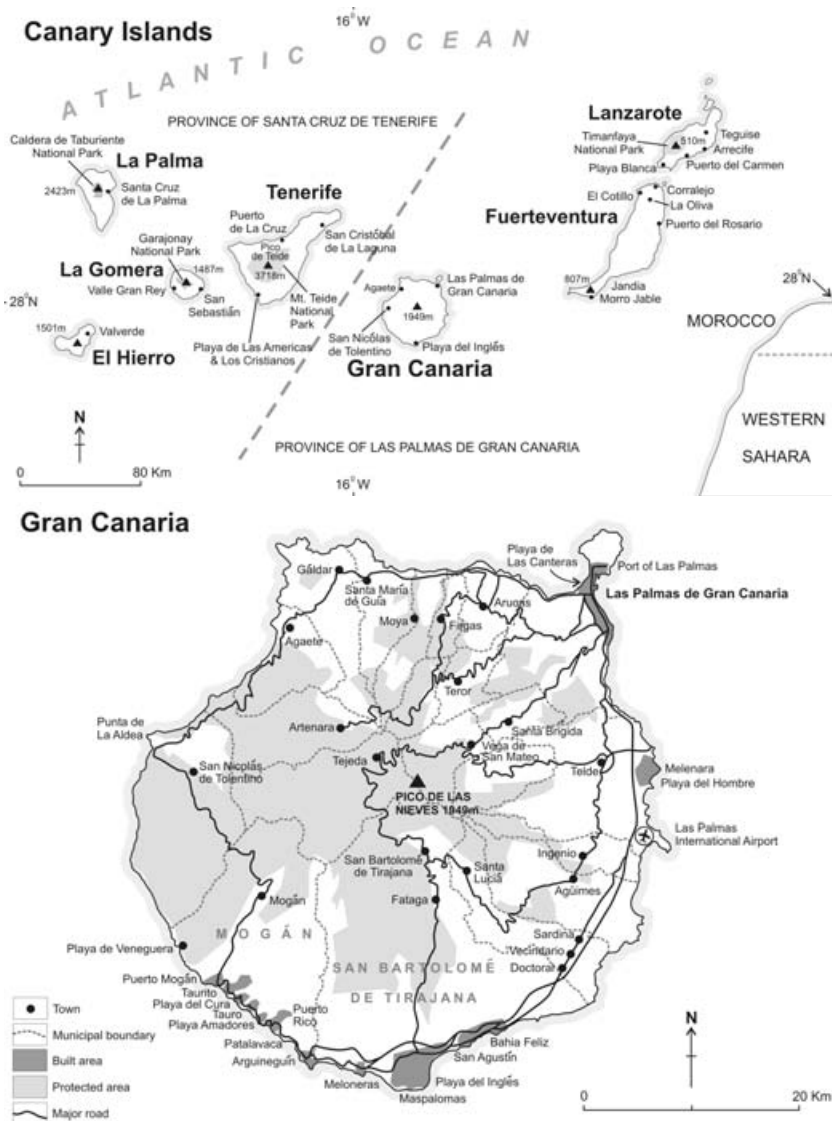 Canary Islands
16°W
ATLANTIC OCEAN
PROVINCE OF SANTA CRUZ DE TENERIFE
Caldera de Taburiente
National Park
La Palma
2423m
Santa Cruz
de La Palma
Tenerife
Puerto
de La Cruz
San Cristóbal
de La Laguna
Pico
de Teide
3718m
Mt. Teide
National
Park
Garajonay
National Park
1487m
La Gomera
Valle Gran Rey
San
Sebastián
28°N
1501m
Valverde
El Hierro
Playa de Las Americas
& Los Cristianos
Agaete
Las Palmas de
Gran Canaria
1949m
San Nicõlas
de Tolentino
Playa del Inglés
Gran Canaria
Lanzarote
Timanfaya
National Park
510m
Teguise
Arrecife
Playa Blanca
Puerto del Carmen
El Cotillo
Corralejo
La Oliva
Fuerteventura
Puerto del Rosario
807m
Jandia
Morro Jable
28°N
MOROCCO
WESTERN
SAHARA
N
0
80 Km
PROVINCE OF LAS PALMAS DE GRAN CANARIA
16°W
Gran Canaria
Playa de
Las Canteras
Port of Las Palmas
Las Palmas de Gran Canaria
Gáldar
Santa María
de Guía
Arucas
Moya
Firgas
Agaete
Teror
Artenara
Santa Brigida
Punta de
La Aldea
Vega de
San Mateo
Tejeda
San Nicolás
de Tolentino
Telde
Melenara
Playa del Hombre
PICO DE LAS
NIEVES 1949m
Las Palmas
International Airport
San Bartolomé
de Tirajana
Santa
Luciá
Ingenio
Agüimes
Mogán
Fataga
MOGÁN
Sardina
Playa de Veneguera
Vecindario
SAN BARTOLOMÉ
DE TIRAJANA
Doctoral
Puerto Mogán
Taurito
Playa del Cura
Tauro
Playa Amadores
Puerto
Rico
Patalavaca
Arguineguín
Meloneras
Maspalomas
Playa del Inglés
San Agustín
Bahia Feliz
Town
Municipal boundary
Built area
Protected area
Major road
N
0
20 Km